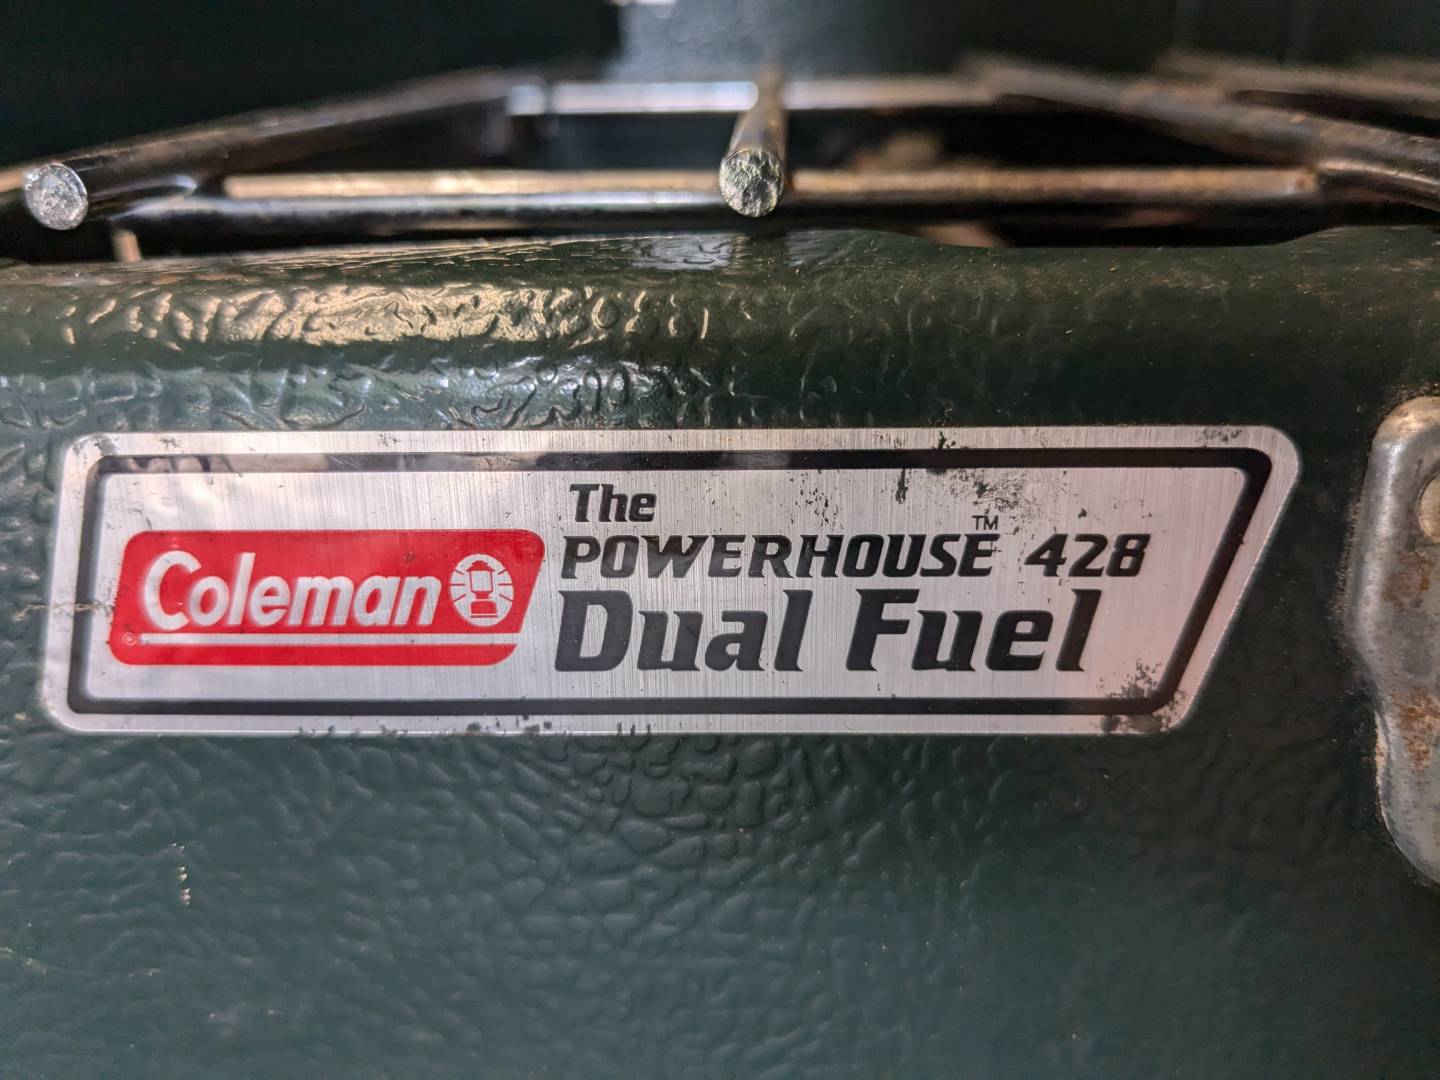 Coleman
®
The
POWERHOUSE™ 428
Dual Fuel